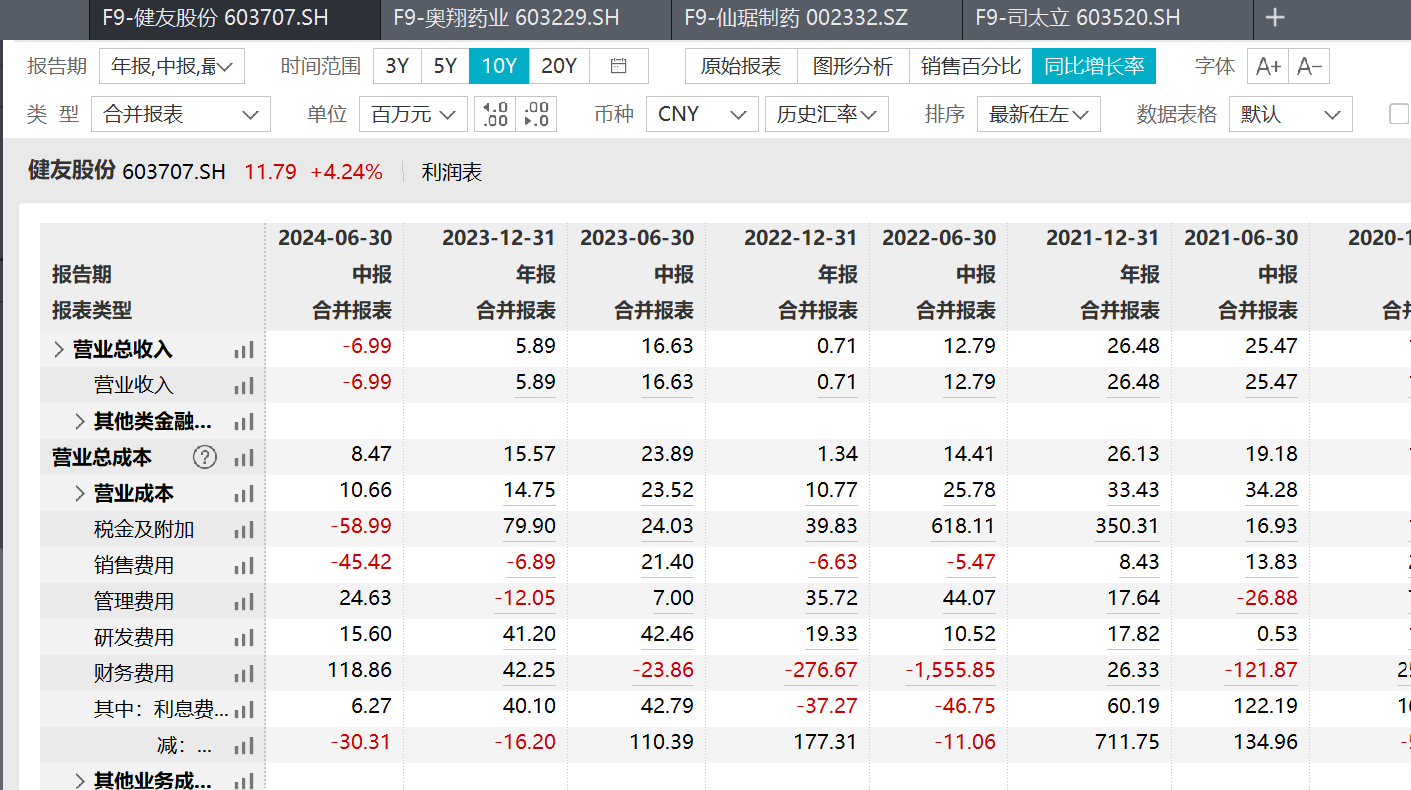 F9-健友股份 603707.SH F9-奥翔药业 603229.SH F9-仙琚制药 002332.SZ F9-司太立 603520.SH +
报告期 年报,中报,最 时间范围 3Y 5Y 10Y 20Y 原始报表 图形分析 销售百分比 同比增长率 字体 A+ A−
类 型 合并报表 单位 百万元 .0 .00 .00 .0 币种 CNY 历史汇率 排序 最新在左 数据表格 默认
健友股份 603707.SH 11.79 +4.24% 利润表
2024-06-30 2023-12-31 2023-06-30 2022-12-31 2022-06-30 2021-12-31 2021-06-30 2020-1
报告期 中报 年报 中报 年报 中报 年报 中报
报表类型 合并报表 合并报表 合并报表 合并报表 合并报表 合并报表 合并报表 合
营业总收入 -6.99 5.89 16.63 0.71 12.79 26.48 25.47
营业收入 -6.99 5.89 16.63 0.71 12.79 26.48 25.47
其他类金融...
营业总成本 ? 8.47 15.57 23.89 1.34 14.41 26.13 19.18
营业成本 10.66 14.75 23.52 10.77 25.78 33.43 34.28
税金及附加 -58.99 79.90 24.03 39.83 618.11 350.31 16.93
销售费用 -45.42 -6.89 21.40 -6.63 -5.47 8.43 13.83
管理费用 24.63 -12.05 7.00 35.72 44.07 17.64 -26.88
研发费用 15.60 41.20 42.46 19.33 10.52 17.82 0.53
财务费用 118.86 42.25 -23.86 -276.67 -1,555.85 26.33 -121.87
其中：利息费... 6.27 40.10 42.79 -37.27 -46.75 60.19 122.19
减：... -30.31 -16.20 110.39 177.31 -11.06 711.75 134.96
其他业务成...